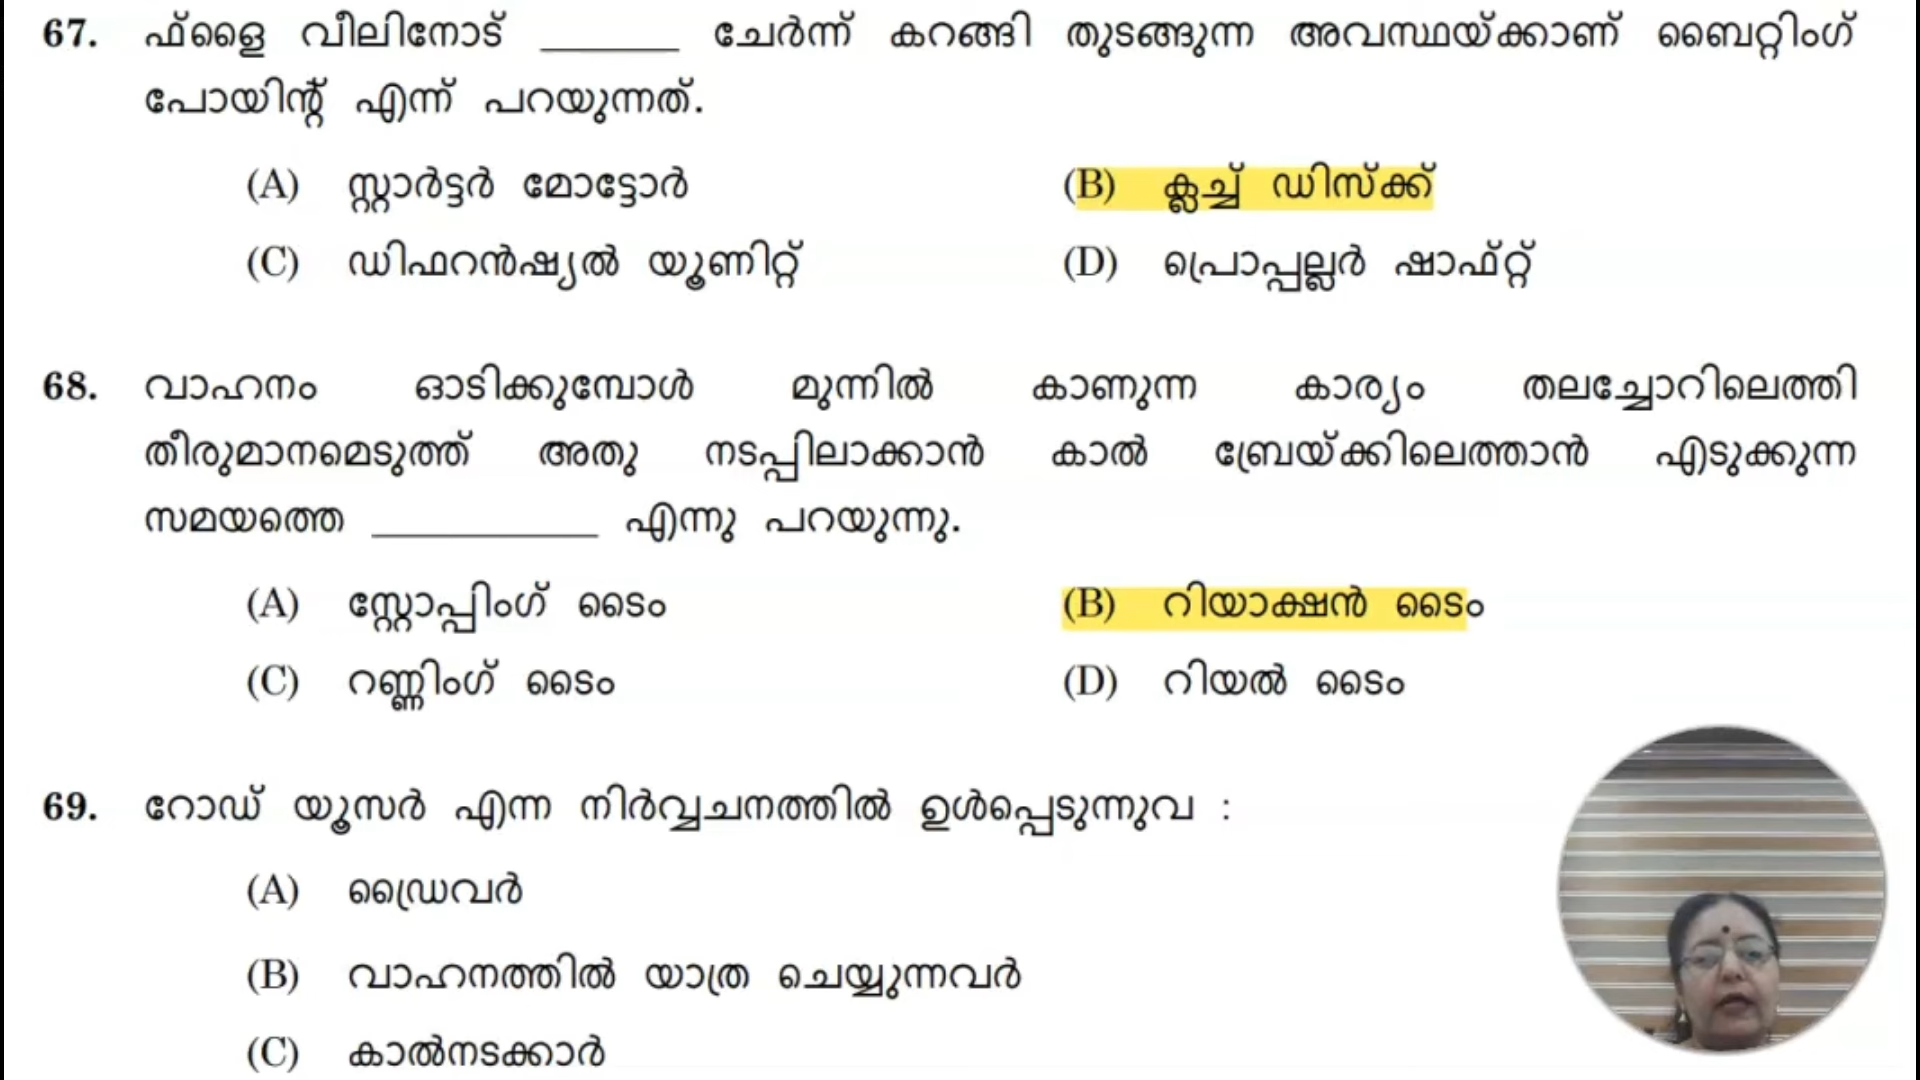 67. ഫ്ളൈ വീലിനോട് ______ ചേർന്ന് കറങ്ങി തുടങ്ങുന്ന അവസ്ഥയ്ക്കാണ് ബൈറ്റിംഗ്
പോയിന്റ് എന്ന് പറയുന്നത്.
(A) സ്റ്റാർട്ടർ മോട്ടോർ (B) ക്ലച്ച് ഡിസ്ക്ക്
(C) ഡിഫറൻഷ്യൽ യൂണിറ്റ് (D) പ്രൊപ്പല്ലർ ഷാഫ്റ്റ്
68. വാഹനം ഓടിക്കുമ്പോൾ മുന്നിൽ കാണുന്ന കാര്യം തലച്ചോറിലെത്തി
തീരുമാനമെടുത്ത് അതു നടപ്പിലാക്കാൻ കാൽ ബ്രേയ്ക്കിലെത്താൻ എടുക്കുന്ന
സമയത്തെ __________ എന്നു പറയുന്നു.
(A) സ്റ്റോപ്പിംഗ് ടൈം (B) റിയാക്ഷൻ ടൈം
(C) റണ്ണിംഗ് ടൈം (D) റിയൽ ടൈം
69. റോഡ് യൂസർ എന്ന നിർവ്വചനത്തിൽ ഉൾപ്പെടുന്നുവ :
(A) ഡ്രൈവർ
(B) വാഹനത്തിൽ യാത്ര ചെയ്യുന്നവർ
(C) കാൽനടക്കാർ